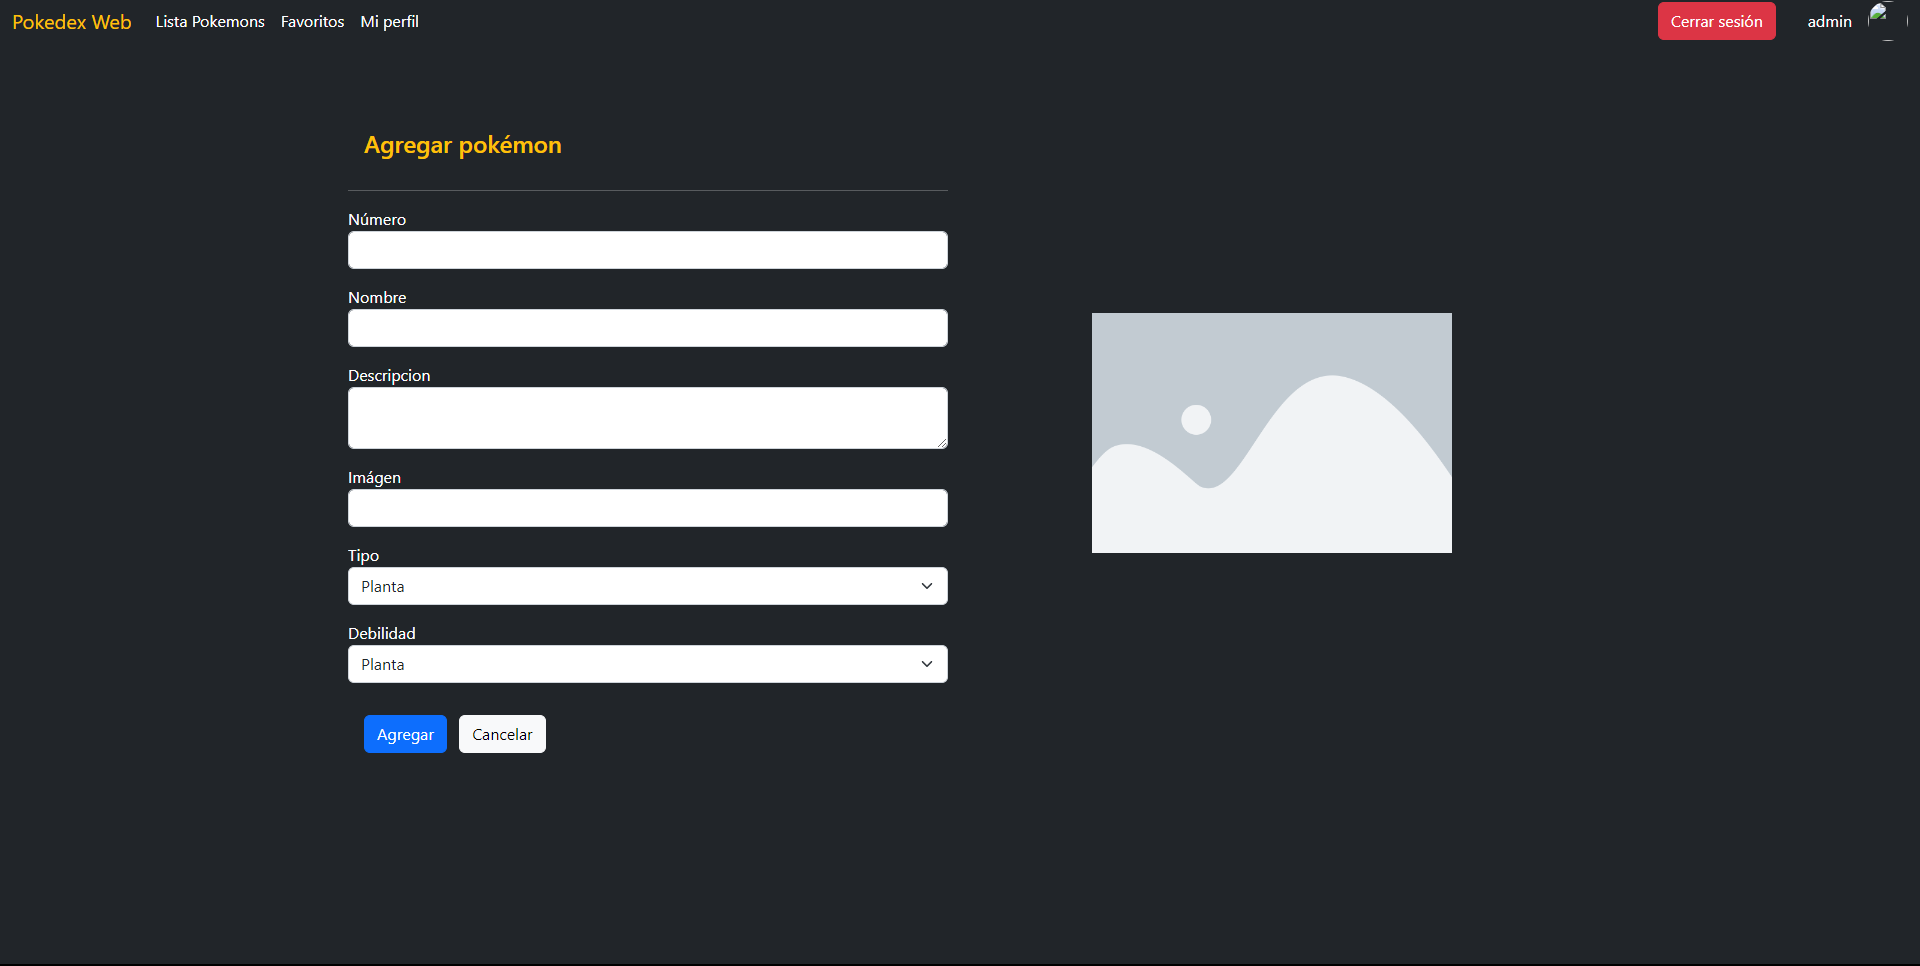 Pokedex Web Lista Pokemons Favoritos Mi perfil Cerrar sesión admin
Agregar pokémon
Número
Nombre
Descripcion
Imágen
Tipo
Planta
Debilidad
Planta
Agregar Cancelar